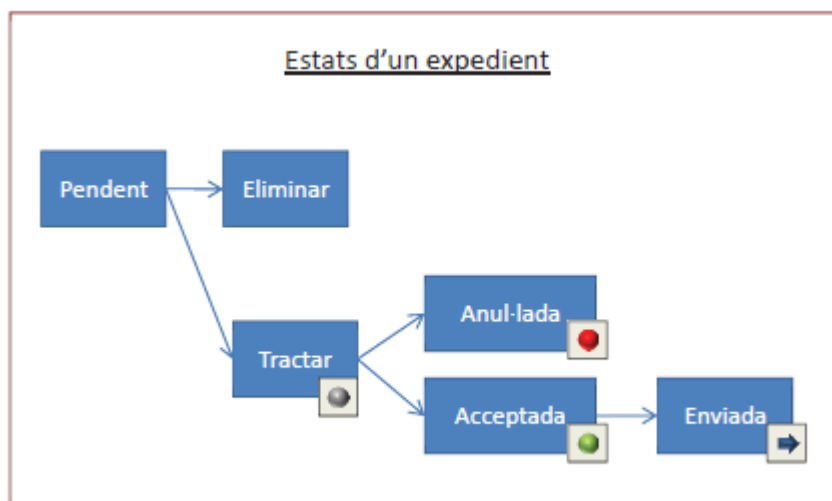 Estats d'un expedient
Pendent
Eliminar
Anul·lada
Tractar
Acceptada
Enviada